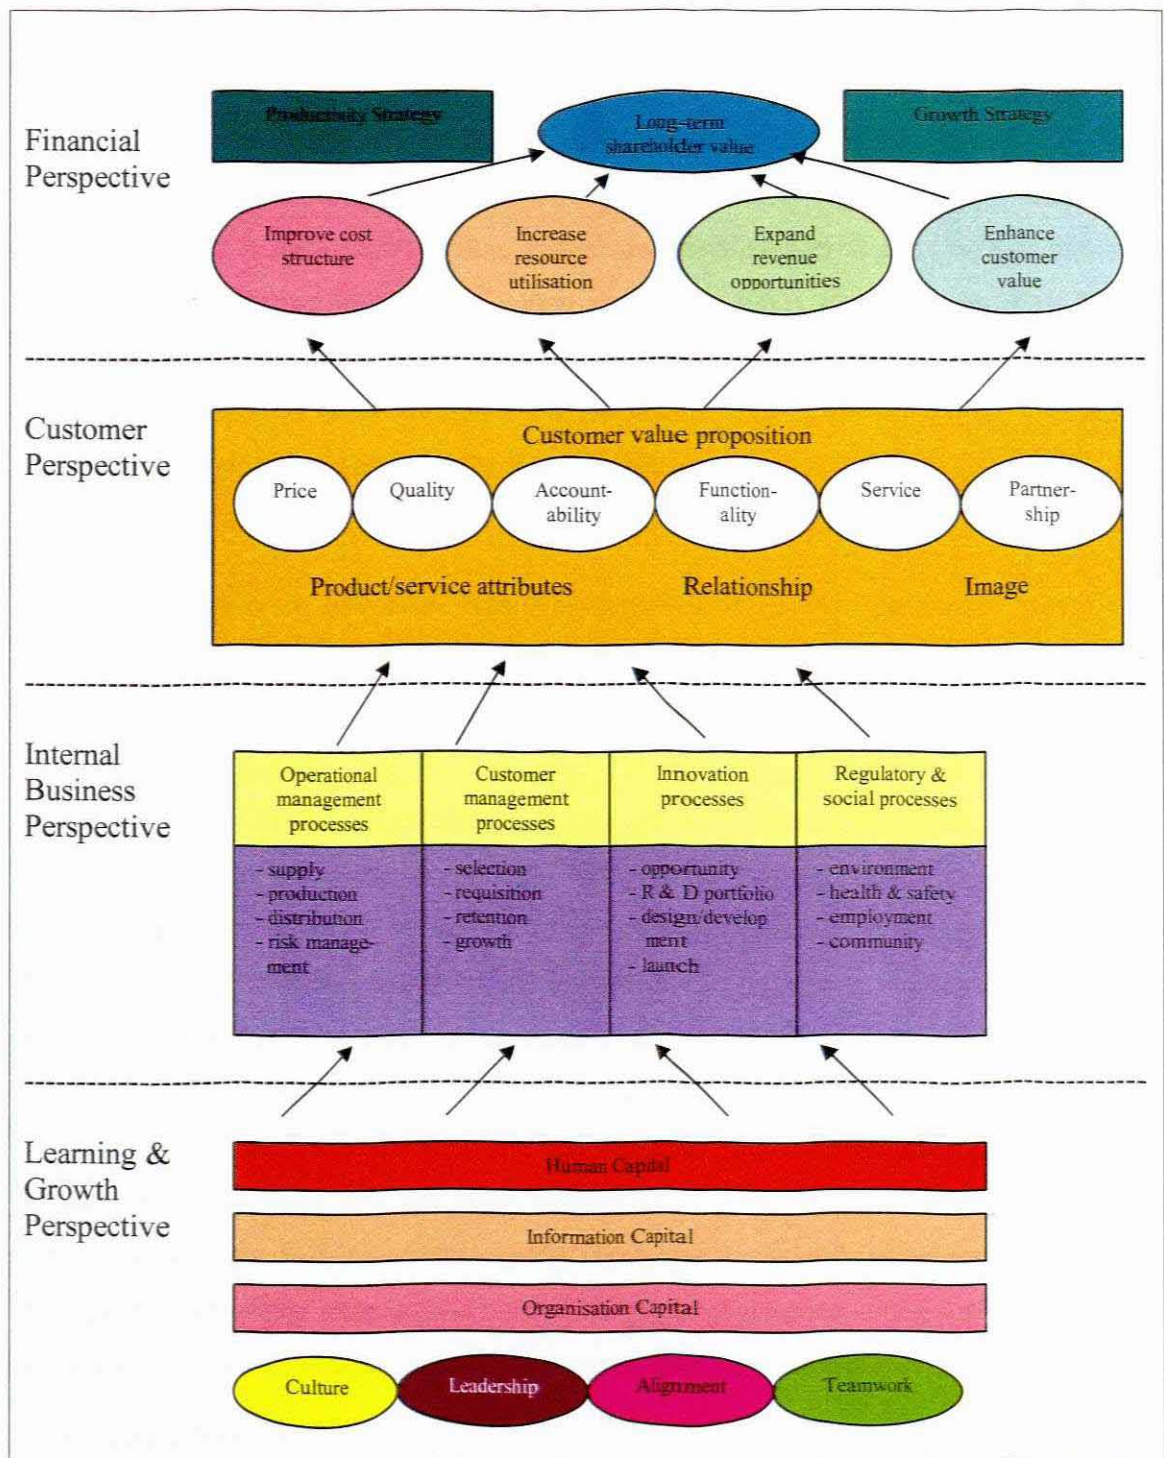 Financial
Perspective
Productivity Strategy
Long-term
shareholder value
Growth Strategy
Improve cost
structure
Increase
resource
utilisation
Expand
revenue
opportunities
Enhance
customer
value
Customer
Perspective
Customer value proposition
Price
Quality
Account-
ability
Function-
ality
Service
Partner-
ship
Product/service attributes
Relationship
Image
Internal
Business
Perspective
Operational
management
processes
Customer
management
processes
Innovation
processes
Regulatory &
social processes
- supply
- production
- distribution
- risk manage-
ment
- selection
- requisition
- retention
- growth
- opportunity
- R & D portfolio
- design/develop
ment
- launch
- environment
- health & safety
- employment
- community
Learning &
Growth
Perspective
Human Capital
Information Capital
Organisation Capital
Culture
Leadership
Alignment
Teamwork